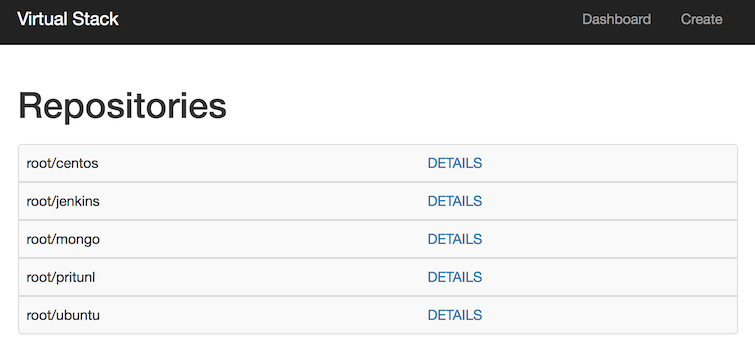 Virtual Stack Dashboard Create
Repositories
root/centos DETAILS
root/jenkins DETAILS
root/mongo DETAILS
root/pritunl DETAILS
root/ubuntu DETAILS